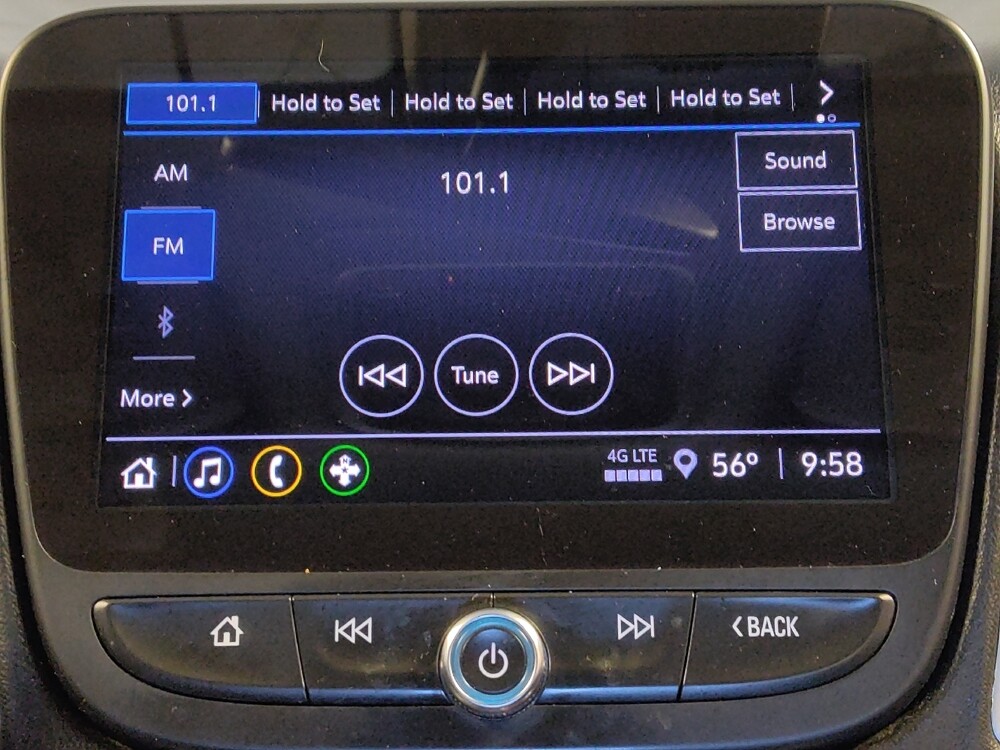 101.1 Hold to Set Hold to Set Hold to Set Hold to Set
AM
101.1
Sound
FM
Browse
Tune
More
4G LTE
56° 9:58
BACK